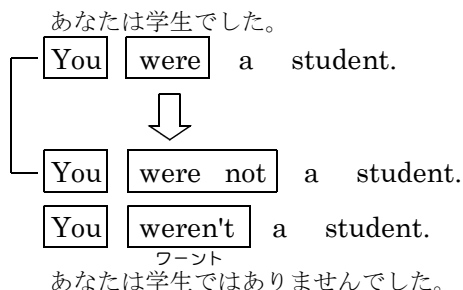 あなたは学生でした。
You were a student.
You were not a student.
You weren't a student.
ワーント
あなたは学生ではありませんでした。